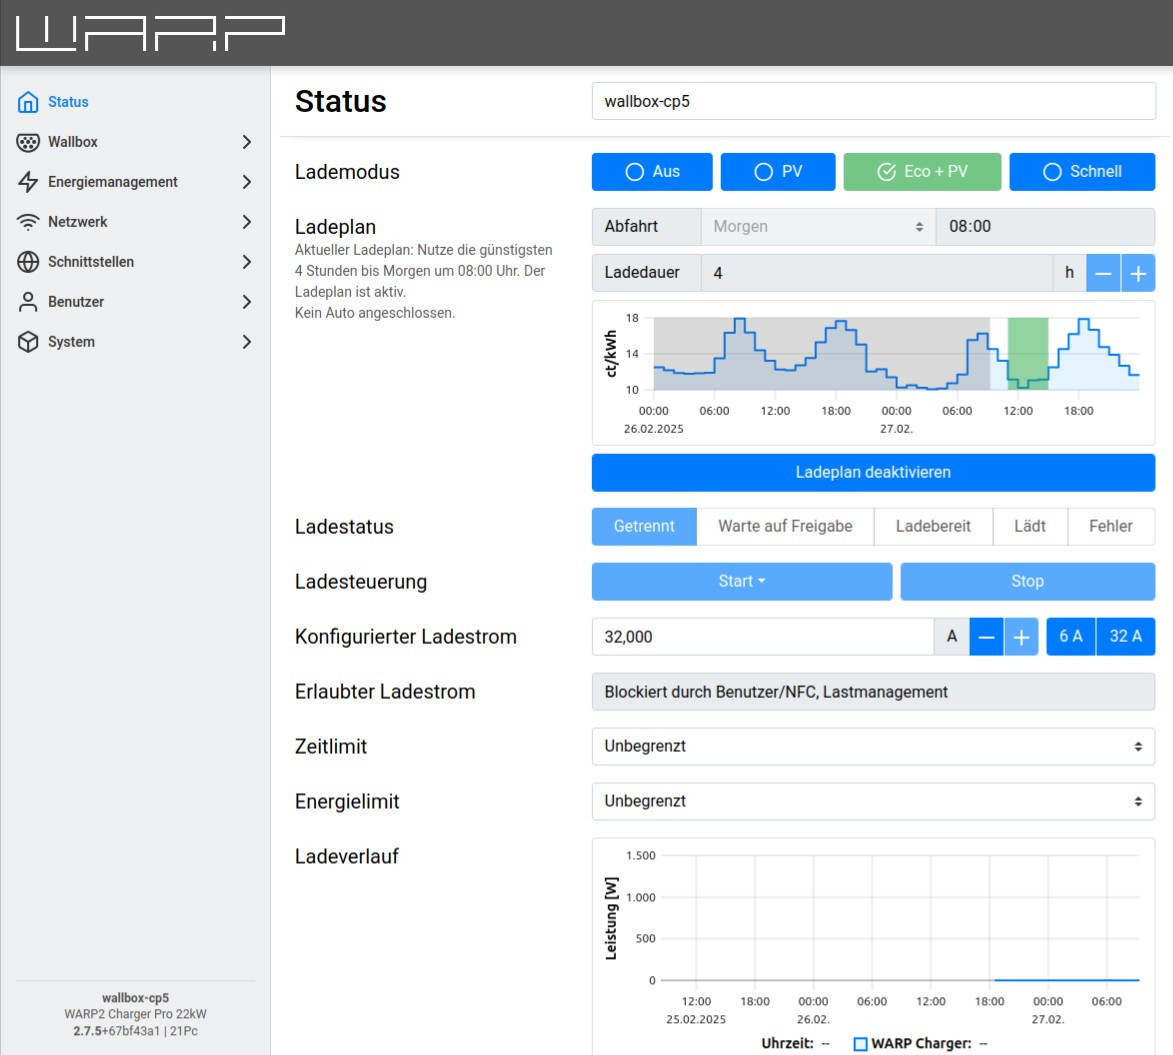 WARP
Status
Wallbox
Energiemanagement
Netzwerk
Schnittstellen
Benutzer
System
wallbox-cp5
WARP2 Charger Pro 22kW
2.7.5+67bf43a1 | 21Pc
Status wallbox-cp5
Lademodus Aus PV Eco + PV Schnell
Ladeplan Abfahrt Morgen 08:00
Aktueller Ladeplan: Nutze die günstigsten
4 Stunden bis Morgen um 08:00 Uhr. Der
Ladeplan ist aktiv.
Kein Auto angeschlossen.
Ladedauer 4 h
ct/kWh
18
14
10
00:00 06:00 12:00 18:00 00:00 06:00 12:00 18:00
26.02.2025 27.02.
Ladeplan deaktivieren
Ladestatus Getrennt Warte auf Freigabe Ladebereit Lädt Fehler
Ladesteuerung Start Stop
Konfigurierter Ladestrom 32,000 A 6 A 32 A
Erlaubter Ladestrom Blockiert durch Benutzer/NFC, Lastmanagement
Zeitlimit Unbegrenzt
Energielimit Unbegrenzt
Ladeverlauf
Leistung [W]
1.500
1.000
500
0
12:00 18:00 00:00 06:00 12:00 18:00 00:00 06:00
25.02.2025 26.02. 27.02.
Uhrzeit: -- WARP Charger: --